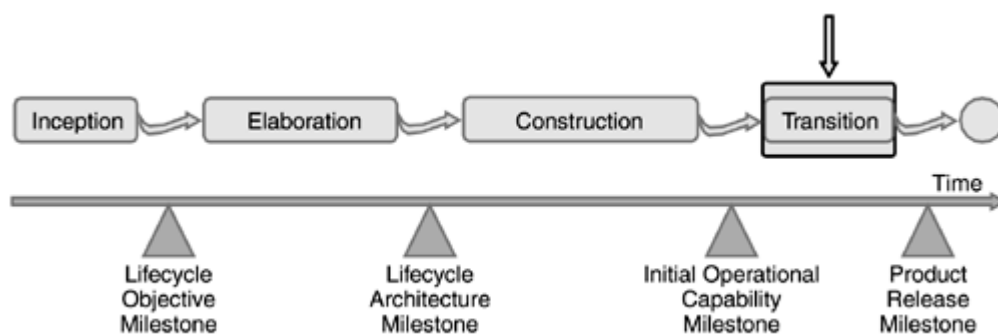 Inception
Elaboration
Construction
Transition
Time
Lifecycle
Objective
Milestone
Lifecycle
Architecture
Milestone
Initial Operational
Capability
Milestone
Product
Release
Milestone